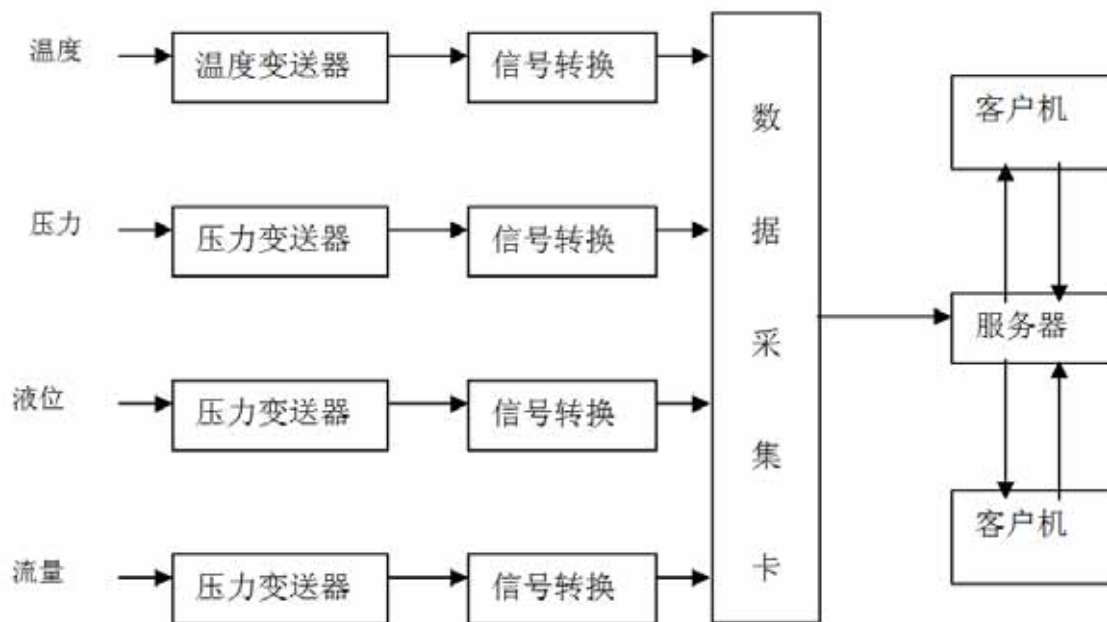 温度
温度变送器
信号转换
压力
压力变送器
信号转换
液位
压力变送器
信号转换
流量
压力变送器
信号转换
数
据
采
集
卡
客户机
服务器
客户机